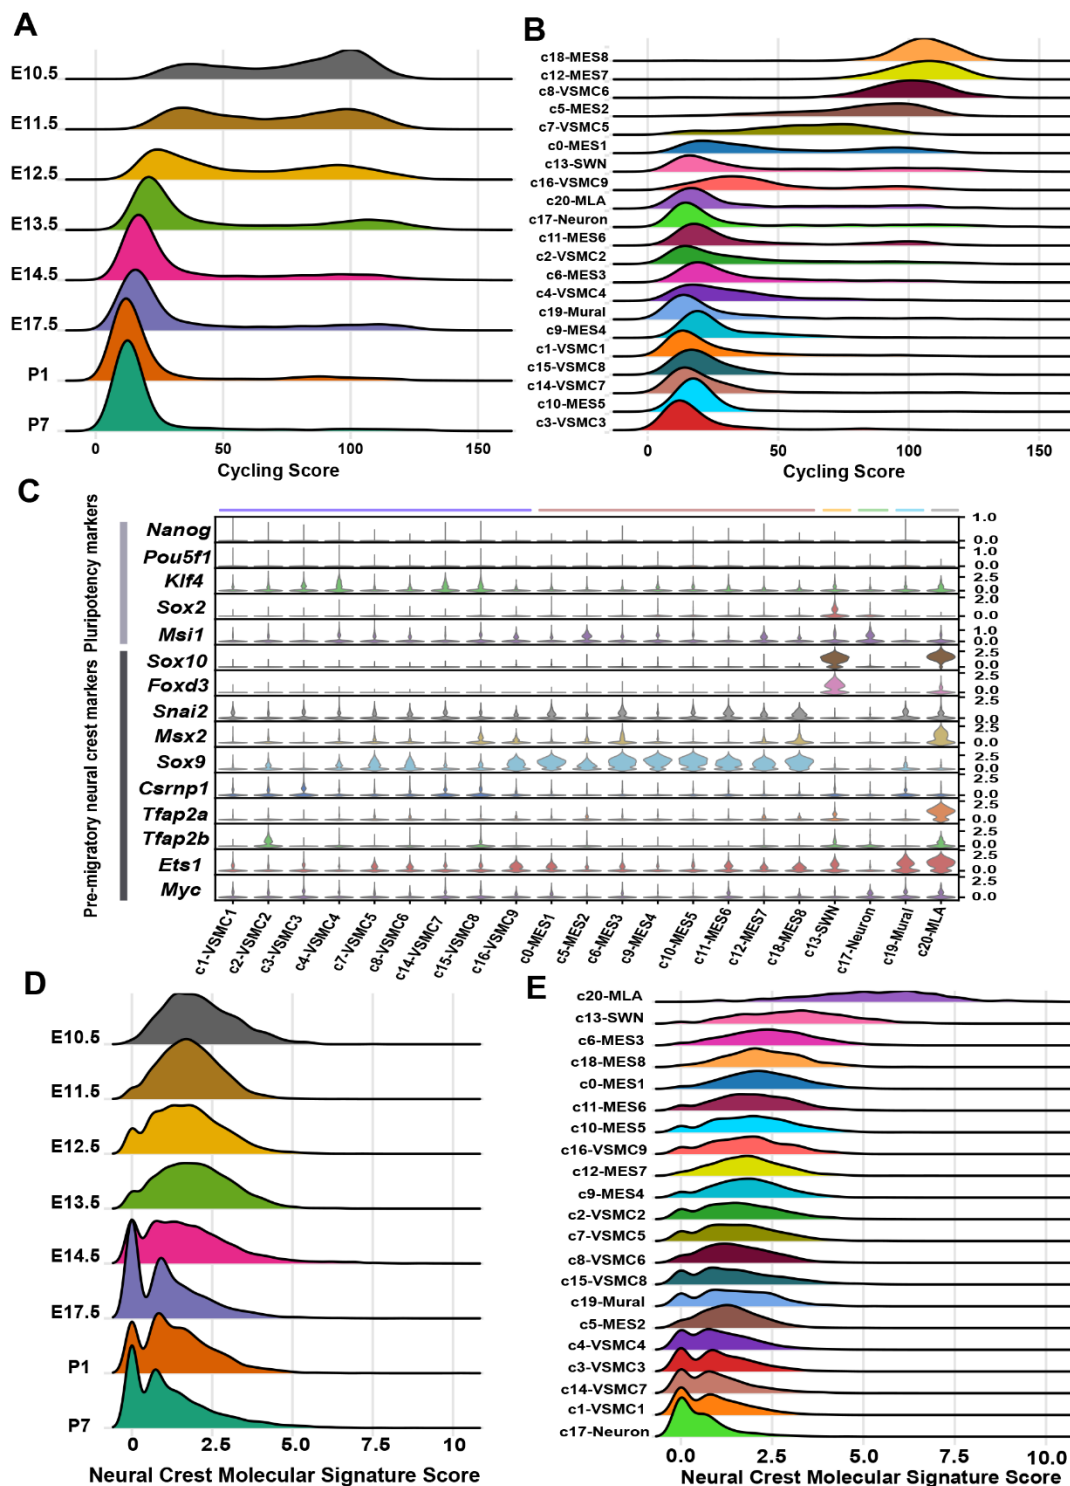 A
E10.5
E11.5
E12.5
E13.5
E14.5
E17.5
P1
P7
0 50 100 150
Cycling Score
B
c18-MES8
c12-MES7
c8-VSMC6
c5-MES2
c7-VSMC5
c0-MES1
c13-SWN
c16-VSMC9
c20-MLA
c17-Neuron
c11-MES6
c2-VSMC2
c6-MES3
c4-VSMC4
c19-Mural
c9-MES4
c1-VSMC1
c15-VSMC8
c14-VSMC7
c10-MES5
c3-VSMC3
0 50 100 150
Cycling Score
C
Pluripotency markers
Pre-migratory neural crest markers
Nanog 1.0 0.0
Pou5f1 1.0 0.0
Klf4 2.5 0.0
Sox2 2.0 0.0
Msi1 1.0 0.0
Sox10 2.5 0.0
Foxd3 2.5 0.0
Snai2 2.5 0.0
Msx2 2.5 0.0
Sox9 2.5 0.0
Csrnp1 2.5 0.0
Tfap2a 2.5 0.0
Tfap2b 2.5 0.0
Ets1 2.5 0.0
Myc 2.5 0.0
c1-VSMC1 c2-VSMC2 c3-VSMC3 c4-VSMC4 c7-VSMC5 c8-VSMC6 c14-VSMC7 c15-VSMC8 c16-VSMC9 c0-MES1 c5-MES2 c6-MES3 c9-MES4 c10-MES5 c11-MES6 c12-MES7 c18-MES8 c13-SWN c17-Neuron c19-Mural c20-MLA
D
E10.5
E11.5
E12.5
E13.5
E14.5
E17.5
P1
P7
0 2.5 5.0 7.5 10
Neural Crest Molecular Signature Score
E
c20-MLA
c13-SWN
c6-MES3
c18-MES8
c0-MES1
c11-MES6
c10-MES5
c16-VSMC9
c12-MES7
c9-MES4
c2-VSMC2
c7-VSMC5
c8-VSMC6
c15-VSMC8
c19-Mural
c5-MES2
c4-VSMC4
c3-VSMC3
c14-VSMC7
c1-VSMC1
c17-Neuron
0.0 2.5 5.0 7.5 10.0
Neural Crest Molecular Signature Score